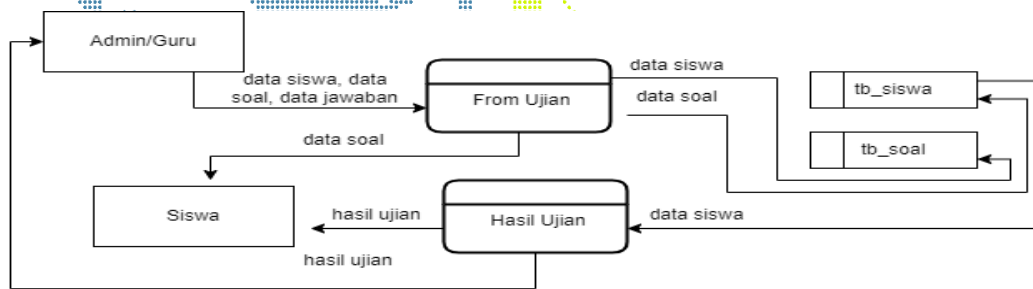 Admin/Guru
data siswa, data
soal, data jawaban
From Ujian
data siswa
data soal
tb_siswa
tb_soal
data soal
Siswa
hasil ujian
Hasil Ujian
data siswa
hasil ujian